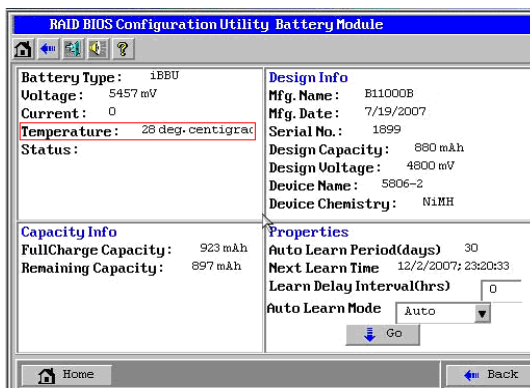 RAID BIOS Configuration Utility Battery Module
Battery Type: iBBU
Voltage: 5457 mV
Current: 0
Temperature: 28 deg.centigrad
Status:
Design Info
Mfg. Name: B11000B
Mfg. Date: 7/19/2007
Serial No.: 1899
Design Capacity: 880 mAh
Design Voltage: 4800 mV
Device Name: 5806-2
Device Chemistry: NiMH
Capacity Info
FullCharge Capacity: 923 mAh
Remaining Capacity: 897 mAh
Properties
Auto Learn Period(days) 30
Next Learn Time 12/2/2007; 23:20:33
Learn Delay Interval(hrs) 0
Auto Learn Mode Auto
Go
Home
Back